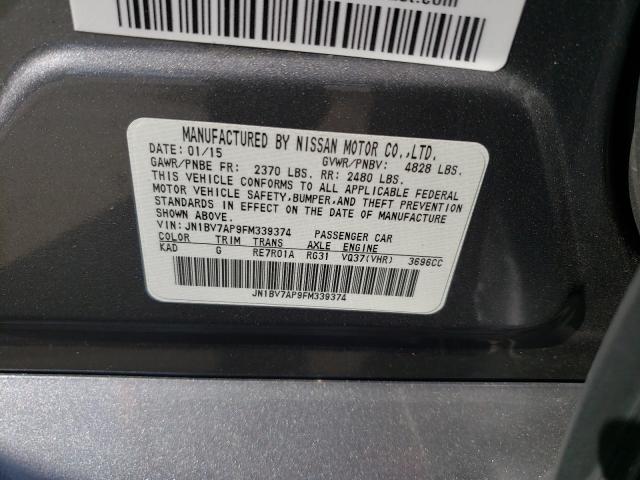 MANUFACTURED BY NISSAN MOTOR CO.,LTD.
DATE: 01/15 GVWR/PNBV: 4828 LBS.
GAWR/PNBE FR: 2370 LBS. RR: 2480 LBS.
THIS VEHICLE CONFORMS TO ALL APPLICABLE FEDERAL
MOTOR VEHICLE SAFETY,BUMPER,AND THEFT PREVENTION
STANDARDS IN EFFECT ON THE DATE OF MANUFACTURE
SHOWN ABOVE.
VIN:JN1BV7AP9FM339374 PASSENGER CAR
COLOR TRIM TRANS AXLE ENGINE
KAD G RE7R01A RG31 VQ37(VHR) 3696CC
JN1BV7AP9FM339374